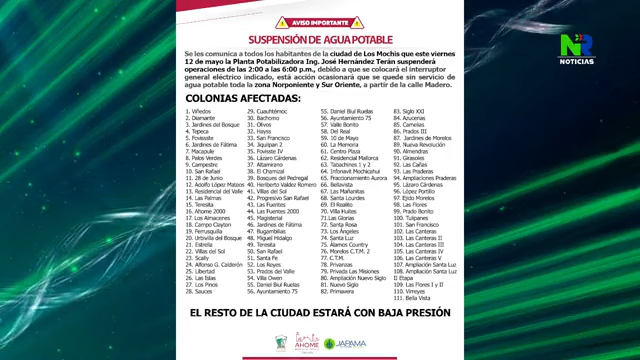 AVISO IMPORTANTE
SUSPENSIÓN DE AGUA POTABLE
Se les comunica a todos los habitantes de la ciudad de Los Mochis que este viernes
12 de mayo la Planta Potabilizadora Ing. José Hernández Terán suspenderá
operaciones de las 2:00 a las 6:00 p.m., debido a que se colocará el interruptor
general eléctrico indicado, está acción ocasionará que se quede sin servicio de
agua potable toda la zona Norponiente y Sur Oriente, a partir de la calle Madero.
COLONIAS AFECTADAS:
1. Viñedos
2. Diamante
3. Jardines del Bosque
4. Tepeca
5. Fovissste
6. Jardines de Fátima
7. Macapule
8. Palos Verdes
9. Campestre
10. San Rafael
11. 28 de Junio
12. Adolfo López Mateos
13. Residencial del Valle
14. Las Palmas
15. Teresita
16. Ahome 2000
17. Los Almacenes
18. Campo Clayton
19. Ferrusquilla
20. Urbivilla del Bosque
21. Estrella
22. Villas del Sol
23. Scally
24. Alfonso G. Calderón
25. Libertad
26. Las Islas
27. Los Pinos
28. Sauces
29. Cuauhtémoc
30. Bachomo
31. Olivos
32. Hayss
33. San Francisco
34. Jiquilpan 2
35. Fovissste IV
36. Lázaro Cárdenas
37. Altamirano
38. El Chamizal
39. Bosques del Pedregal
40. Heriberto Valdez Romero
41. Villas del Sol
42. Progresivo San Rafael
43. Las Fuentes
44. Las Fuentes 2000
45. Magisterial
46. Jardines de Fátima
47. Bugambilias
48. Miguel Hidalgo
49. Teresita
50. San Rafael
51. Santa Fe
52. Los Reyes
53. Prados del Valle
54. Villa Owen
55. Daniel Biul Ruelas
56. Ayuntamiento 75
55. Daniel Biul Ruelas
56. Ayuntamiento 75
57. Valle Bonito
58. Del Real
59. 10 de Mayo
60. La Memoria
61. Centro Plaza
62. Residencial Mallorca
63. Tabachines 1 y 2
64. Infonavit Mochicahui
65. Fraccionamiento Aurora
66. Bellavista
67. Las Mañanitas
68. Santa Lourdes
69. El Realito
70. Villa Huites
71. Las Glorias
72. Santa Rosa
73. Los Ángeles
74. Santa Luz
75. Álamos Country
76. Morelos C.T.M. 2
77. C.T.M.
78. Privanzas
79. Privada Las Misiones
80. Ampliación Nuevo Siglo
81. Nuevo Siglo
82. Primavera
83. Siglo XXI
84. Azucenas
85. Camelias
86. Prados III
87. Jardines de Morelos
89. Nueva Revolución
90. Almendras
91. Girasoles
92. Las Cañas
93. Las Praderas
94. Ampliaciones Praderas
95. Lázaro Cárdenas
96. López Portillo
97. Ejido Morelos
98. Las Flores
99. Prado Bonito
100. Tulipanes
101. San Francisco
102. Las Canteras
103. Las Canteras II
104. Las Canteras III
105. Las Canteras IV
106. Las Canteras V
107. Ampliación Santa Luz
108. Ampliación Santa Luz
II Etapa
109. Las Flores I y II
110. Virreyes
111. Bella Vista
EL RESTO DE LA CIUDAD ESTARÁ CON BAJA PRESIÓN
AHOME
JAPAMA
NR
NOTICIAS